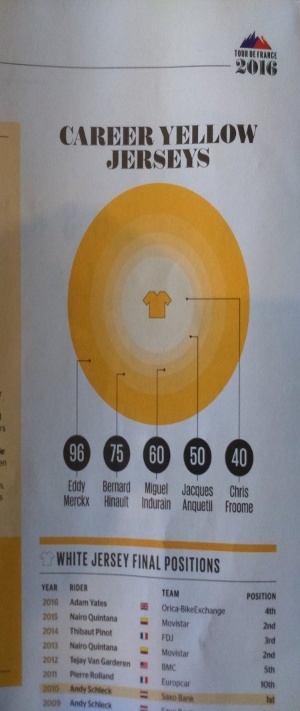 TOUR DE FRANCE
2016
CAREER YELLOW
JERSEYS
96 75 60 50 40
Eddy Merckx
Bernard Hinault
Miguel Indurain
Jacques Anquetil
Chris Froome
WHITE JERSEY FINAL POSITIONS
YEAR RIDER TEAM POSITION
2016 Adam Yates Orica-BikeExchange 4th
2015 Nairo Quintana Movistar 2nd
2014 Thibaut Pinot FDJ 3rd
2013 Nairo Quintana Movistar 2nd
2012 Tejay Van Garderen BMC 5th
2011 Pierre Rolland Europcar 10th
2010 Andy Schleck Saxo Bank 1st
2009 Andy Schleck